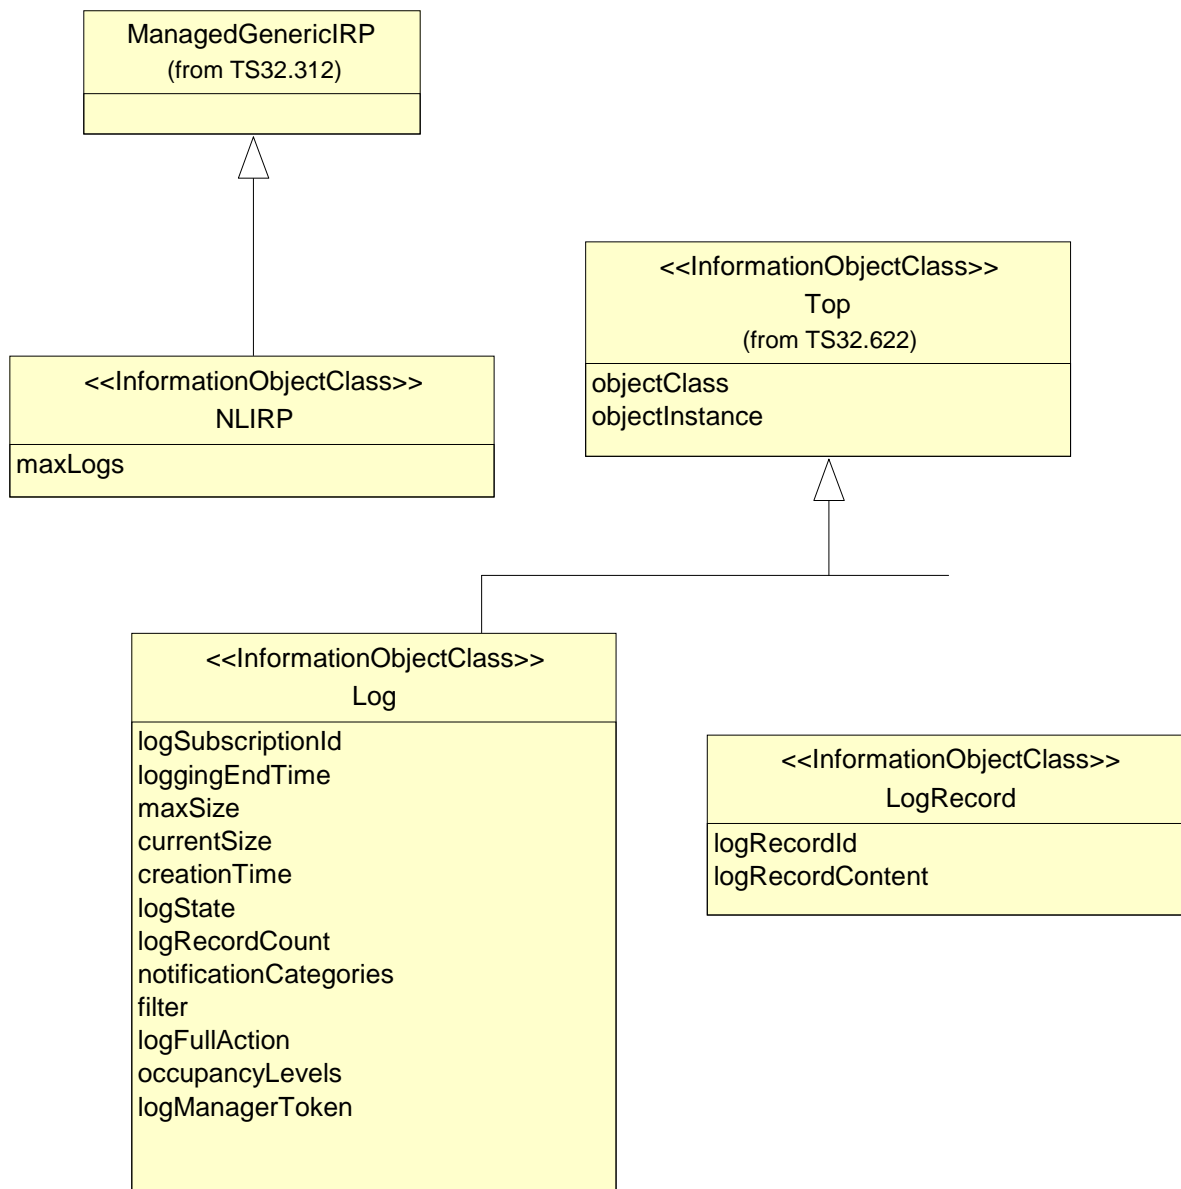 ManagedGenericIRP
(from TS32.312)
<<InformationObjectClass>>
Top
(from TS32.622)
objectClass
objectInstance
<<InformationObjectClass>>
NLIRP
maxLogs
<<InformationObjectClass>>
Log
logSubscriptionId
loggingEndTime
maxSize
currentSize
creationTime
logState
logRecordCount
notificationCategories
filter
logFullAction
occupancyLevels
logManagerToken
<<InformationObjectClass>>
LogRecord
logRecordId
logRecordContent